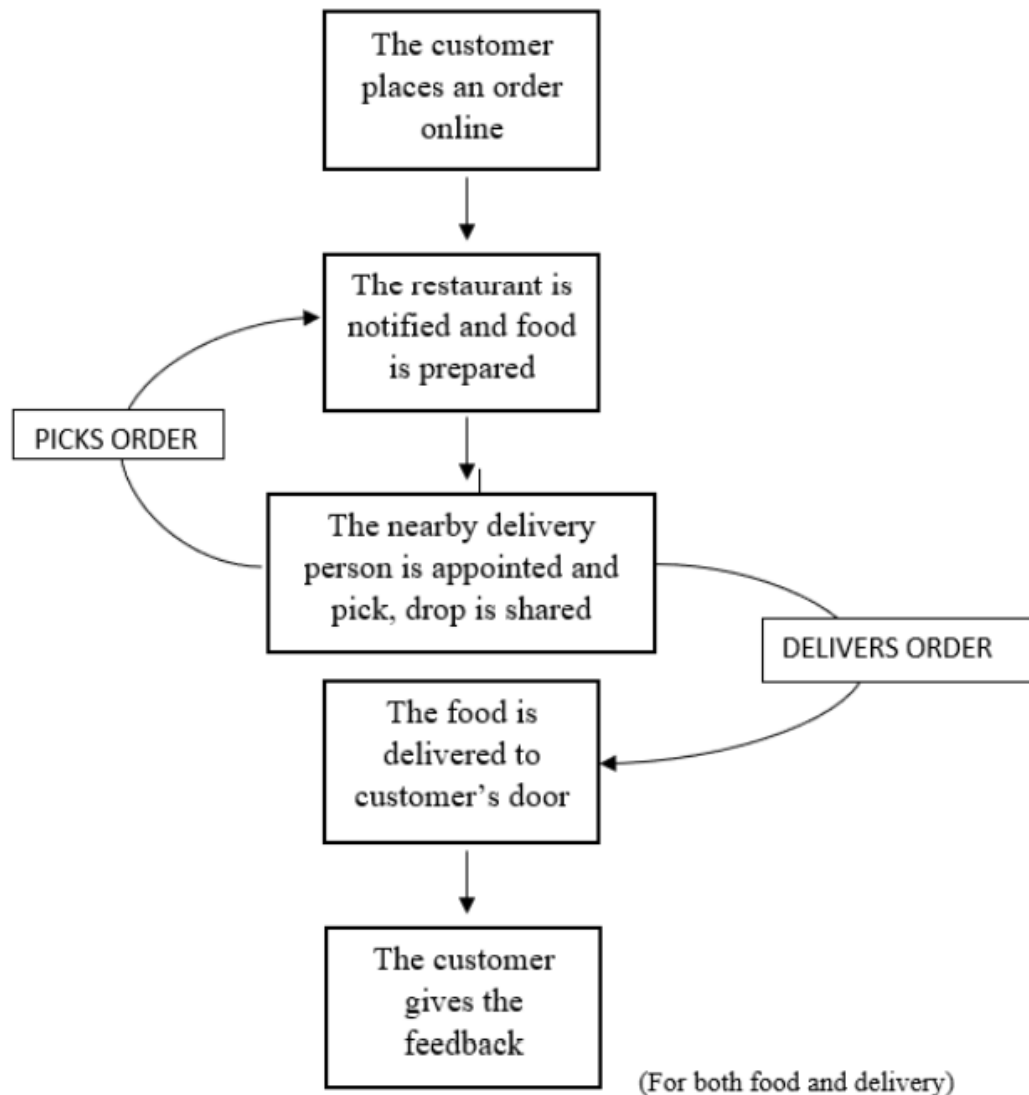 The customer
places an order
online
The restaurant is
notified and food
is prepared
PICKS ORDER
The nearby delivery
person is appointed and
pick, drop is shared
DELIVERS ORDER
The food is
delivered to
customer’s door
The customer
gives the
feedback
(For both food and delivery)